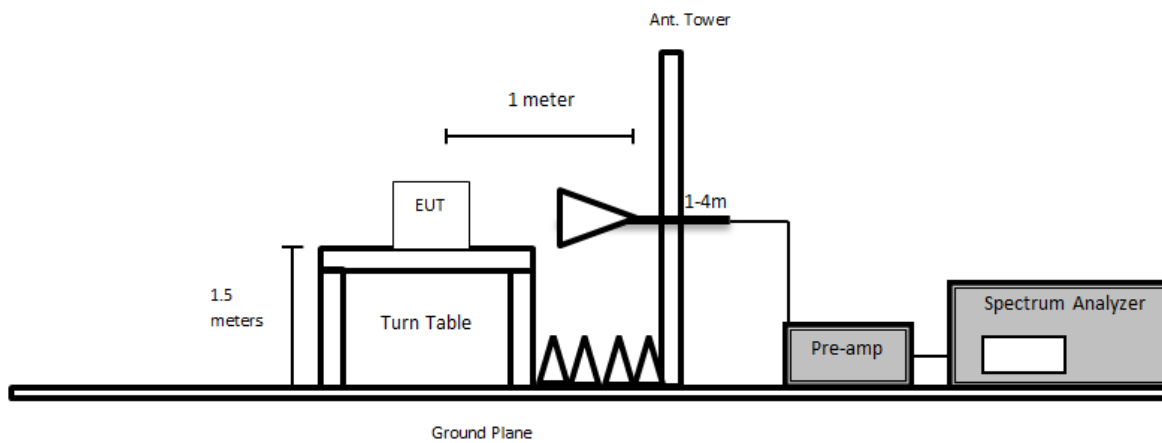 Ant. Tower
1 meter
EUT
1-4m
1.5
meters
Turn Table
Spectrum Analyzer
Pre-amp
Ground Plane